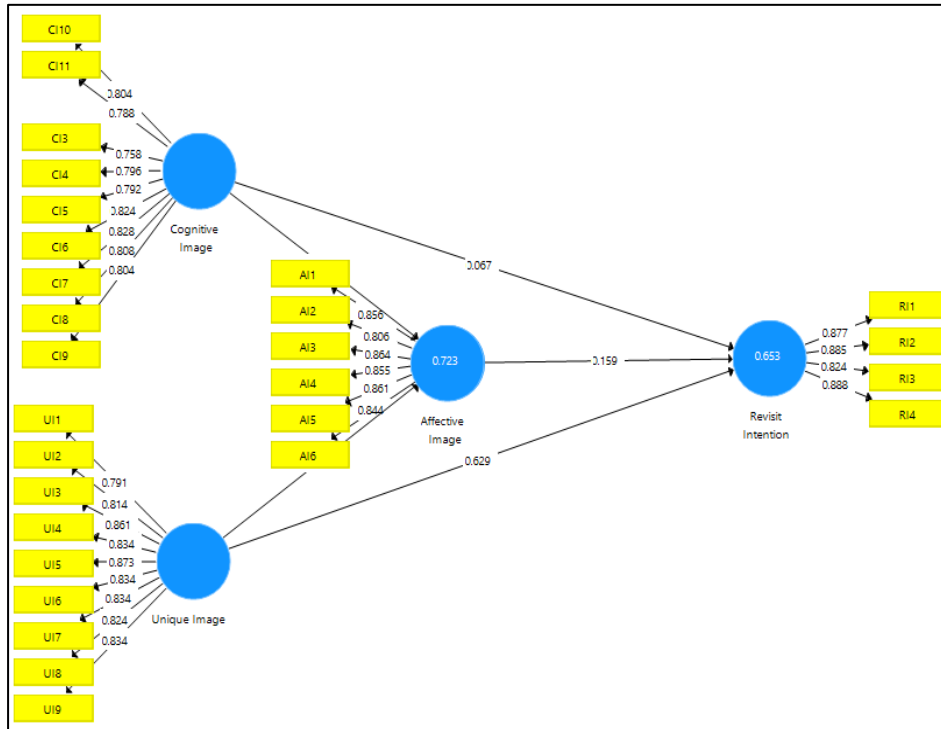 CI10
CI11
0.804
0.788
CI3
0.758
CI4
0.796
0.792
CI5
0.824
CI6
0.828
0.808
CI7
0.804
CI8
CI9
Cognitive
Image
AI1
0.856
AI2
0.806
AI3
0.864
0.855
AI4
0.861
AI5
0.844
AI6
0.723
Affective
Image
0.067
0.159
0.629
0.653
Revisit
Intention
0.877
RI1
0.885
RI2
0.824
RI3
0.888
RI4
UI1
UI2
0.791
UI3
0.814
0.861
UI4
0.834
UI5
0.873
0.834
UI6
0.834
UI7
0.824
0.834
UI8
UI9
Unique Image